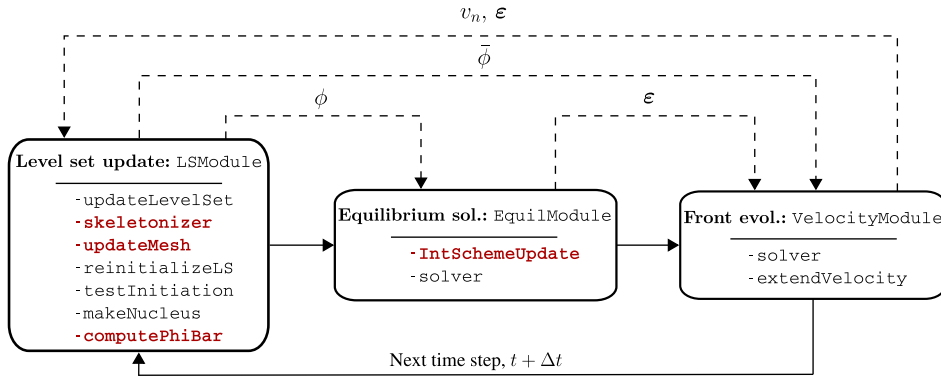 v_n, ε
ϕ̄
ϕ
ε
Level set update: LSModule
-updateLevelSet
-skeletonizer
-updateMesh
-reinitializeLS
-testInitiation
-makeNucleus
-computePhiBar
Equilibrium sol.: EquilModule
-IntSchemeUpdate
-solver
Front evol.: VelocityModule
-solver
-extendVelocity
Next time step, t + Δt